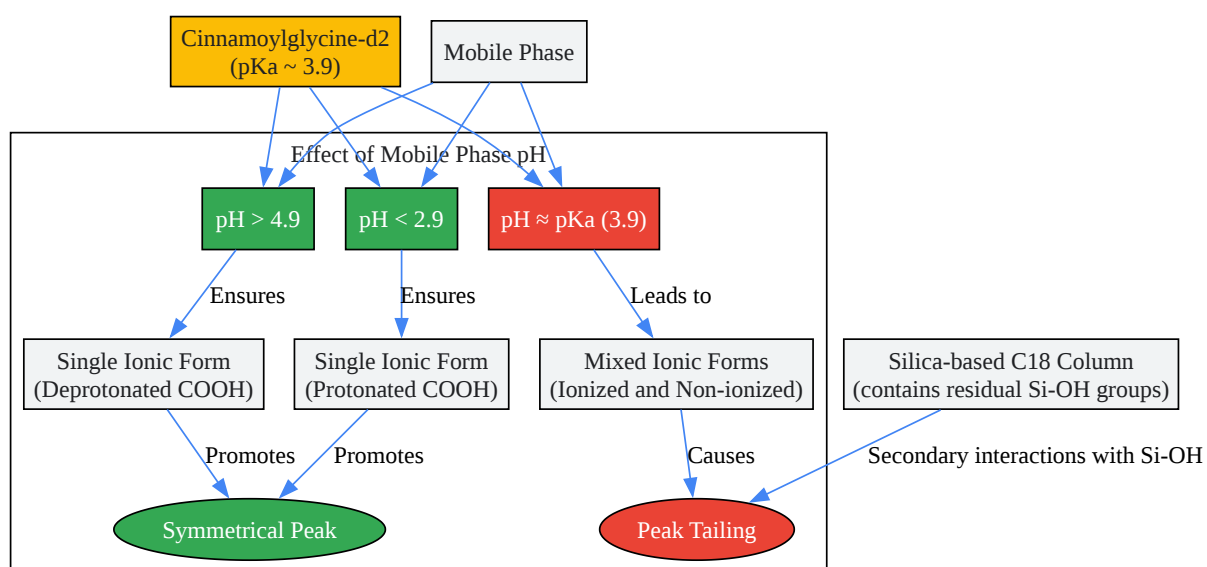 Cinnamoylglycine-d2
(pKa ~ 3.9)
Mobile Phase
Effect of Mobile Phase pH
pH > 4.9
pH < 2.9
pH ≈ pKa (3.9)
Ensures
Ensures
Leads to
Single Ionic Form
(Deprotonated COOH)
Single Ionic Form
(Protonated COOH)
Mixed Ionic Forms
(Ionized and Non-ionized)
Silica-based C18 Column
(contains residual Si-OH groups)
Promotes
Promotes
Causes
Secondary interactions with Si-OH
Symmetrical Peak
Peak Tailing